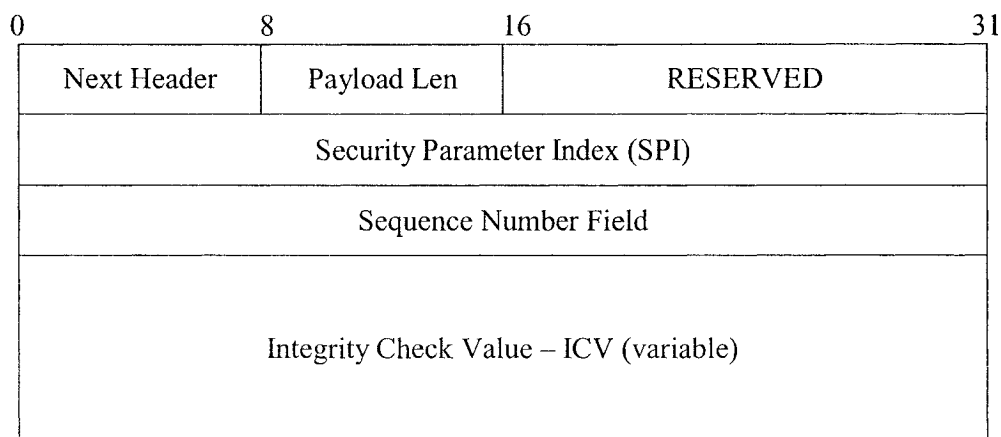 0 8 16 31
Next Header Payload Len RESERVED
Security Parameter Index (SPI)
Sequence Number Field
Integrity Check Value – ICV (variable)